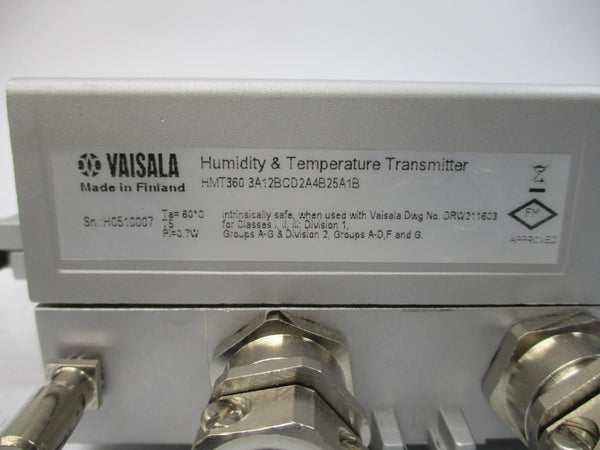 VAISALA
Made in Finland
Humidity & Temperature Transmitter
HMT360 3A12BCD2A4B25A1B
Sn.:H0510007
Ta= 60°C
T5
Pi=0.7W
Intrinsically safe, when used with Vaisala Dwg No. DRW211603
for Classes I, II, III: Division 1,
Groups A-G & Division 2, Groups A-D,F and G.
FM
APPROVED